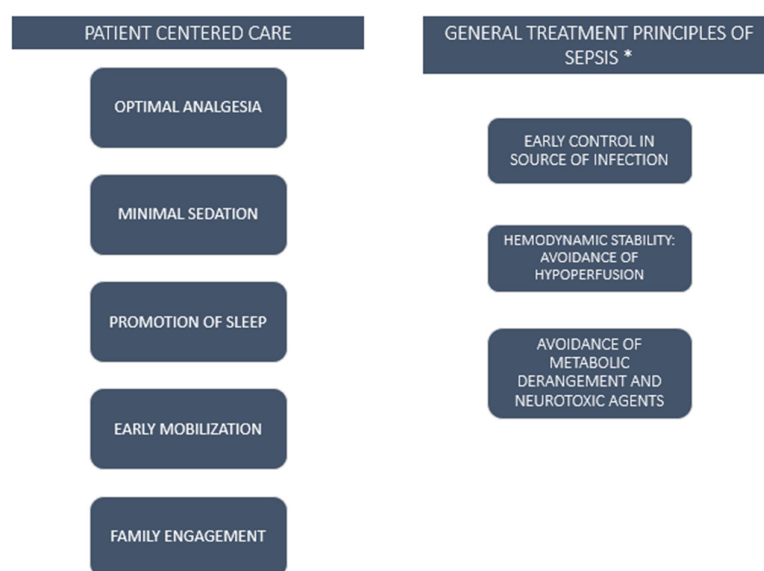 PATIENT CENTERED CARE
OPTIMAL ANALGESIA
MINIMAL SEDATION
PROMOTION OF SLEEP
EARLY MOBILIZATION
FAMILY ENGAGEMENT
GENERAL TREATMENT PRINCIPLES OF
SEPSIS *
EARLY CONTROL IN
SOURCE OF INFECTION
HEMODYNAMIC STABILITY:
AVOIDANCE OF
HYPOPERFUSION
AVOIDANCE OF
METABOLIC
DERANGEMENT AND
NEUROTOXIC AGENTS